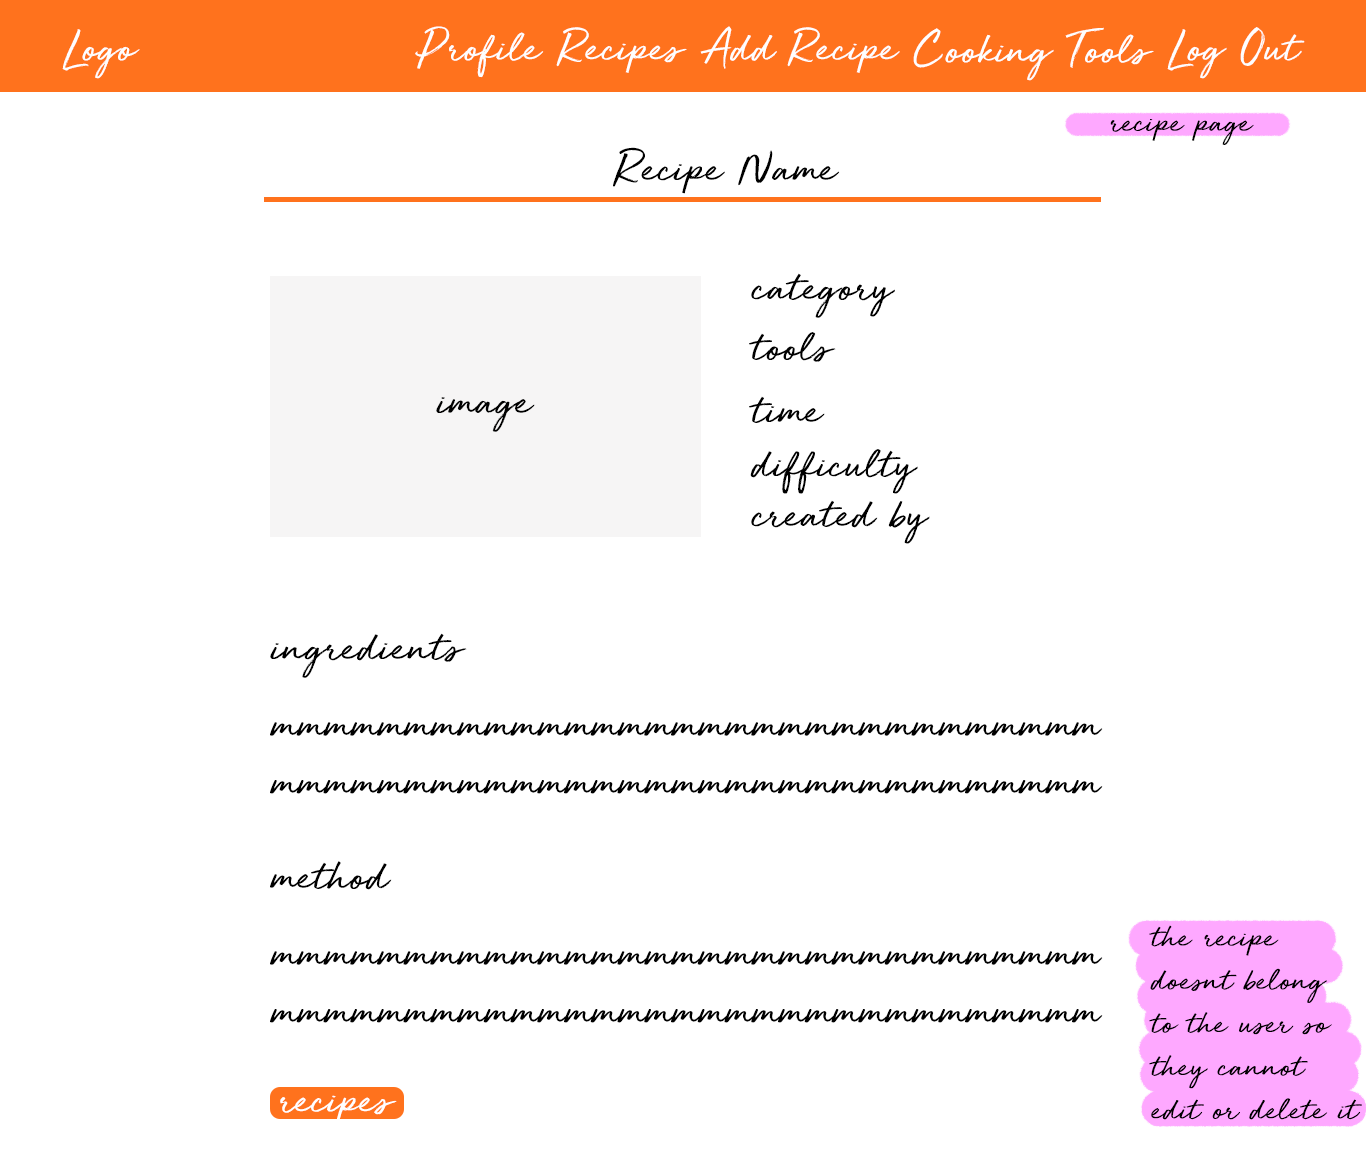 Logo Profile Recipes Add Recipe Cooking Tools Log Out
recipe page
Recipe Name
image
category
tools
time
difficulty
created by
ingredients
mmmmmmmmmmmmmmmmmmmmmmmmmmmmmmm
mmmmmmmmmmmmmmmmmmmmmmmmmmmmmmm
method
mmmmmmmmmmmmmmmmmmmmmmmmmmmmmmm
mmmmmmmmmmmmmmmmmmmmmmmmmmmmmmm
the recipe
doesnt belong
to the user so
they cannot
edit or delete it
recipes